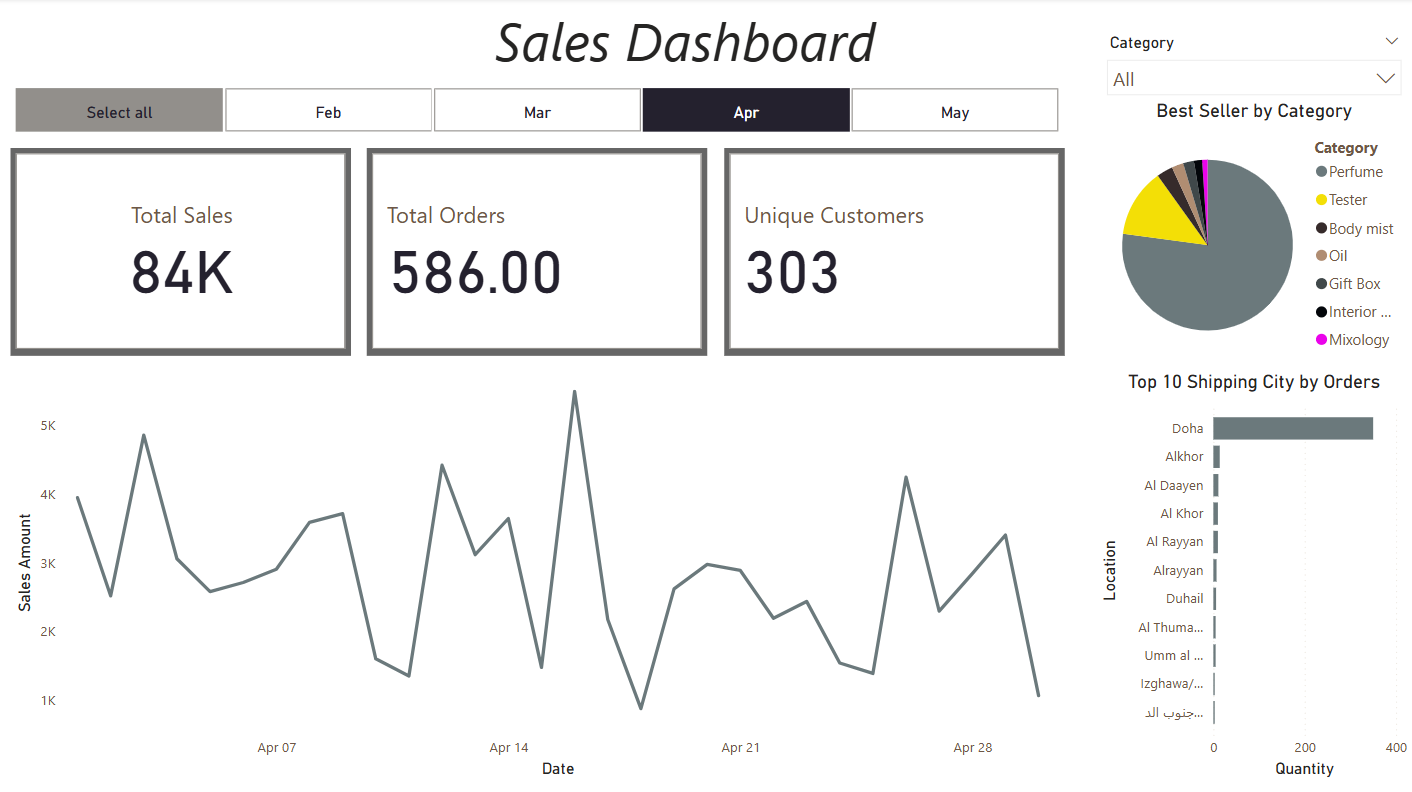 Sales Dashboard
Category
All
Select all
Feb
Mar
Apr
May
Total Sales
84K
Total Orders
586.00
Unique Customers
303
Best Seller by Category
Category
Perfume
Tester
Body mist
Oil
Gift Box
Interior ...
Mixology
Sales Amount
5K
4K
3K
2K
1K
Apr 07
Apr 14
Apr 21
Apr 28
Date
Top 10 Shipping City by Orders
Location
Doha
Alkhor
Al Daayen
Al Khor
Al Rayyan
Alrayyan
Duhail
Al Thuma...
Umm al ...
Izghawa/...
جنوب الد...
0
200
400
Quantity